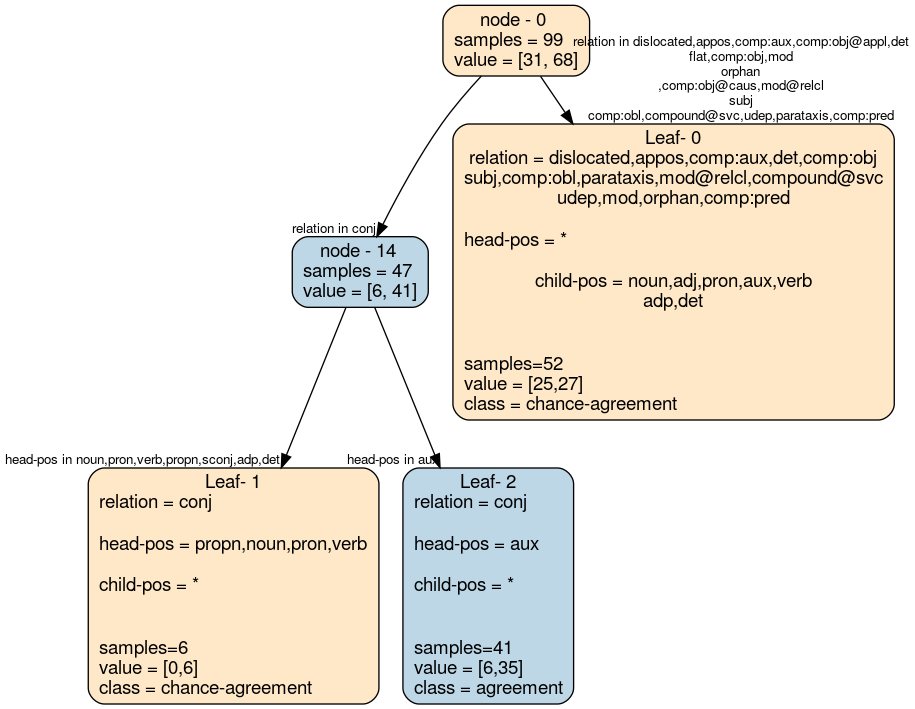 node - 0
samples = 99
value = [31, 68]
relation in dislocated,appos,comp:aux,comp:obj@appl,det
flat,comp:obj,mod
orphan
,comp:obj@caus,mod@relcl
subj
comp:obl,compound@svc,udep,parataxis,comp:pred
Leaf- 0
relation = dislocated,appos,comp:aux,det,comp:obj
subj,comp:obl,parataxis,mod@relcl,compound@svc
udep,mod,orphan,comp:pred
head-pos = *
child-pos = noun,adj,pron,aux,verb
adp,det
samples=52
value = [25,27]
class = chance-agreement
relation in conj
node - 14
samples = 47
value = [6, 41]
head-pos in noun,pron,verb,propn,sconj,adp,det
Leaf- 1
relation = conj
head-pos = propn,noun,pron,verb
child-pos = *
samples=6
value = [0,6]
class = chance-agreement
head-pos in aux
Leaf- 2
relation = conj
head-pos = aux
child-pos = *
samples=41
value = [6,35]
class = agreement